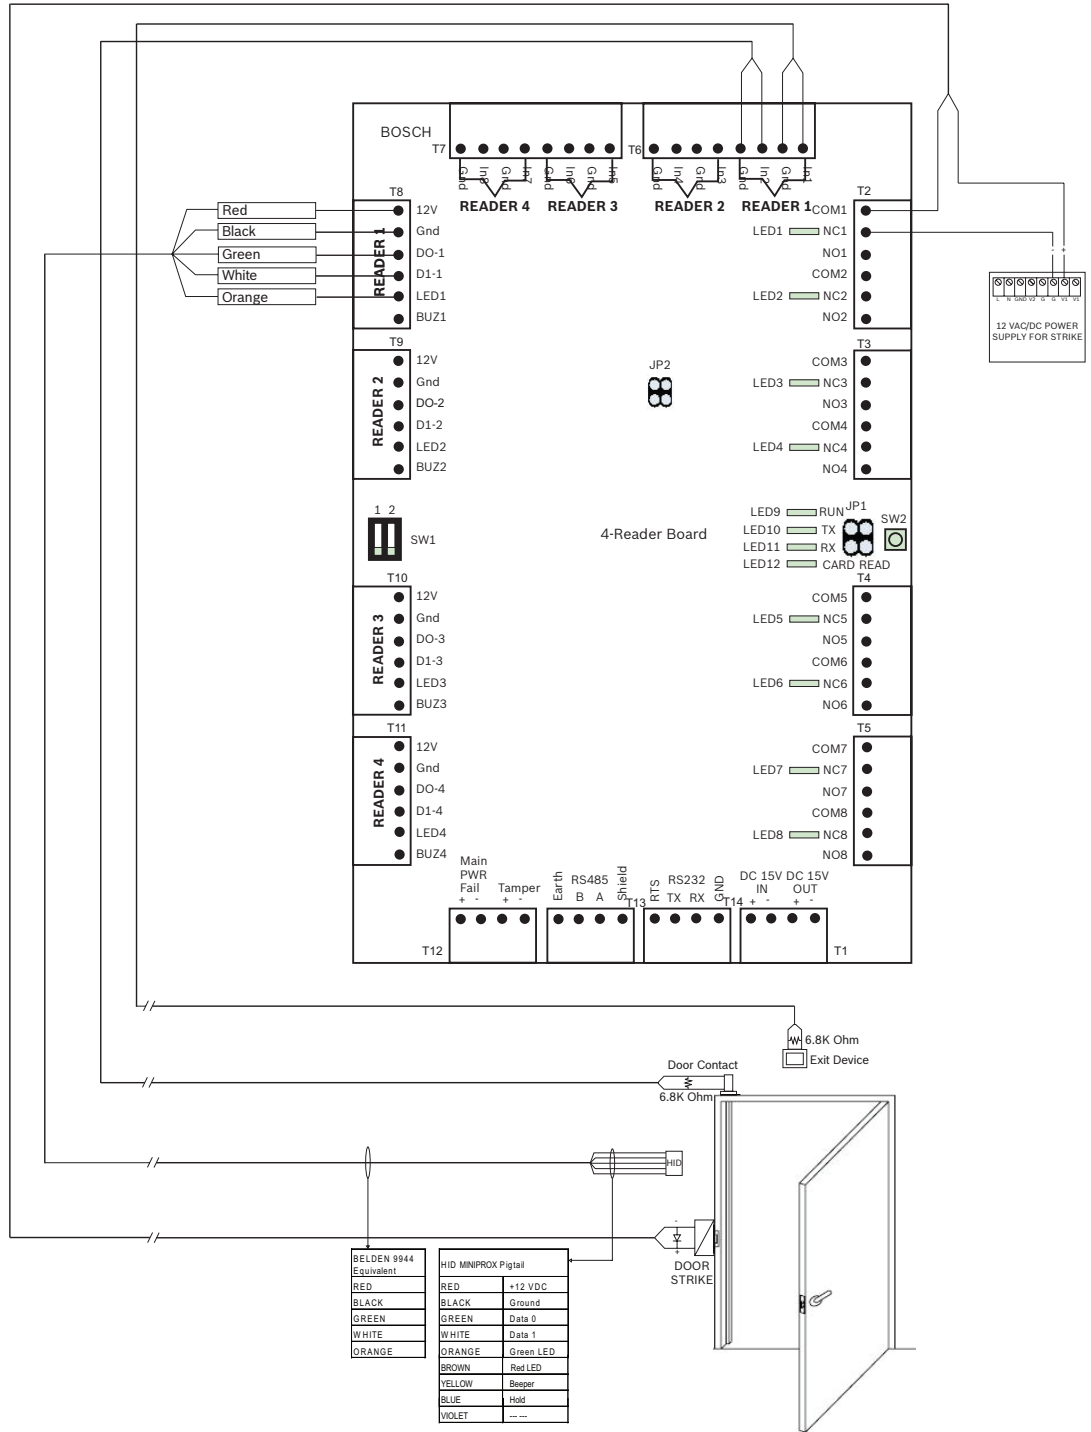 BOSCH
T7
T6
Gnd
In8
Gnd
In7
Gnd
In6
Gnd
In5
Gnd
In4
Gnd
In3
Gnd
In2
Gnd
In1
READER 4
READER 3
READER 2
READER 1
T8
READER 1
12V
Gnd
DO-1
D1-1
LED1
BUZ1
Red
Black
Green
White
Orange
T2
COM1
LED1 NC1
NO1
COM2
LED2 NC2
NO2
- +
L N GND V2 G G V1 V1
12 VAC/DC POWER
SUPPLY FOR STRIKE
T9
READER 2
12V
Gnd
DO-2
D1-2
LED2
BUZ2
JP2
T3
COM3
LED3 NC3
NO3
COM4
LED4 NC4
NO4
1 2
SW1
4-Reader Board
LED9 RUN
LED10 TX
LED11 RX
LED12 CARD READ
JP1
SW2
T10
READER 3
12V
Gnd
DO-3
D1-3
LED3
BUZ3
T4
COM5
LED5 NC5
NO5
COM6
LED6 NC6
NO6
T11
READER 4
12V
Gnd
DO-4
D1-4
LED4
BUZ4
T5
COM7
LED7 NC7
NO7
COM8
LED8 NC8
NO8
Main
PWR
Fail
+ -
Tamper
+ -
T12
Earth
RS485
B A
Shield
T13
RTS
RS232
TX RX
GND
T14
DC 15V
IN
+ -
DC 15V
OUT
+ -
T1
6.8K Ohm
Exit Device
Door Contact
6.8K Ohm
HID
-
+
DOOR
STRIKE
BELDEN 9944
Equivalent
RED
BLACK
GREEN
WHITE
ORANGE
HID MINIPROX Pigtail
RED +12 VDC
BLACK Ground
GREEN Data 0
WHITE Data 1
ORANGE Green LED
BROWN Red LED
YELLOW Beeper
BLUE Hold
VIOLET --- ---